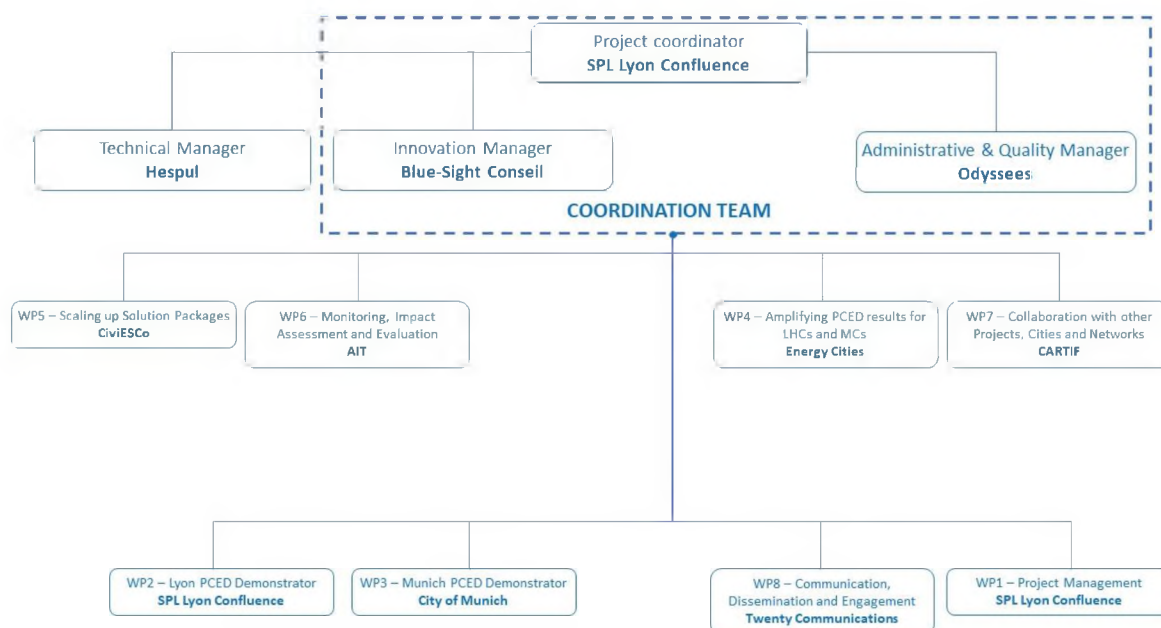 Project coordinator
SPL Lyon Confluence
Technical Manager
Hespul
Innovation Manager
Blue-Sight Conseil
Administrative & Quality Manager
Odyssees
COORDINATION TEAM
WP5 – Scaling up Solution Packages
CiviESCo
WP6 – Monitoring, Impact
Assessment and Evaluation
AIT
WP4 – Amplifying PCED results for
LHCs and MCs
Energy Cities
WP7 – Collaboration with other
Projects, Cities and Networks
CARTIF
WP2 – Lyon PCED Demonstrator
SPL Lyon Confluence
WP3 – Munich PCED Demonstrator
City of Munich
WP8 – Communication,
Dissemination and Engagement
Twenty Communications
WP1 – Project Management
SPL Lyon Confluence